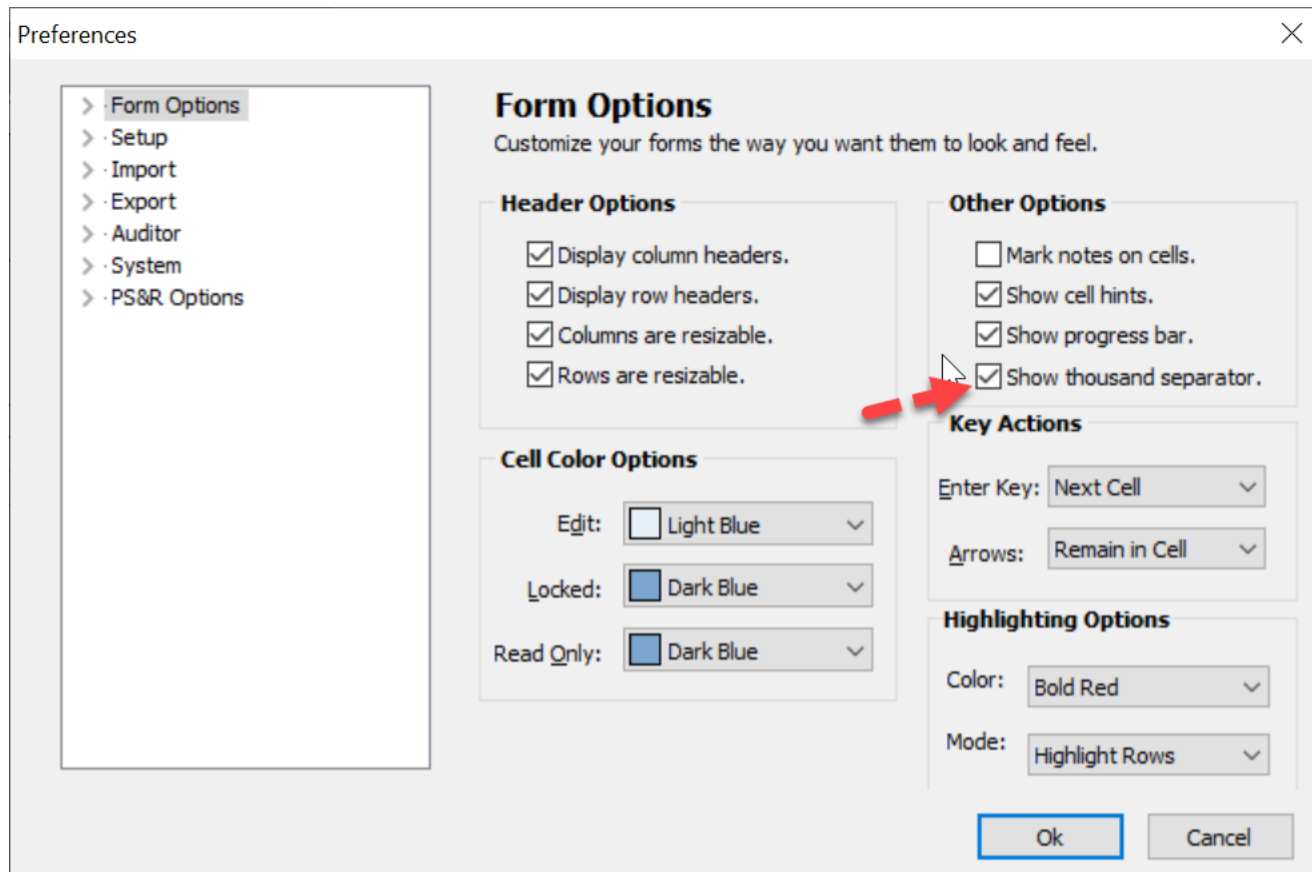 Preferences
Form Options
Setup
Import
Export
Auditor
System
PS&R Options
Form Options
Customize your forms the way you want them to look and feel.
Header Options
Display column headers.
Display row headers.
Columns are resizable.
Rows are resizable.
Cell Color Options
Edit: Light Blue
Locked: Dark Blue
Read Only: Dark Blue
Other Options
Mark notes on cells.
Show cell hints.
Show progress bar.
Show thousand separator.
Key Actions
Enter Key: Next Cell
Arrows: Remain in Cell
Highlighting Options
Color: Bold Red
Mode: Highlight Rows
Ok Cancel